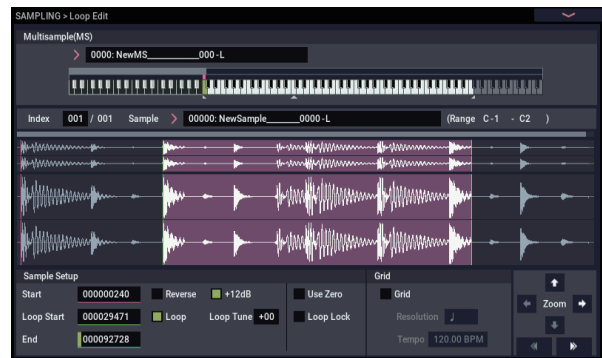 SAMPLING > Loop Edit
Multisample(MS)
0000: NewMS__________000-L
Index 001 / 001 Sample 00000: NewSample_______0000-L (Range C-1 - C2 )
Sample Setup Grid
Start 000000240 Reverse +12dB Use Zero Grid
Loop Start 000029471 Loop Loop Tune +00 Loop Lock Resolution ♩
End 000092728 Tempo 120.00 BPM
Zoom